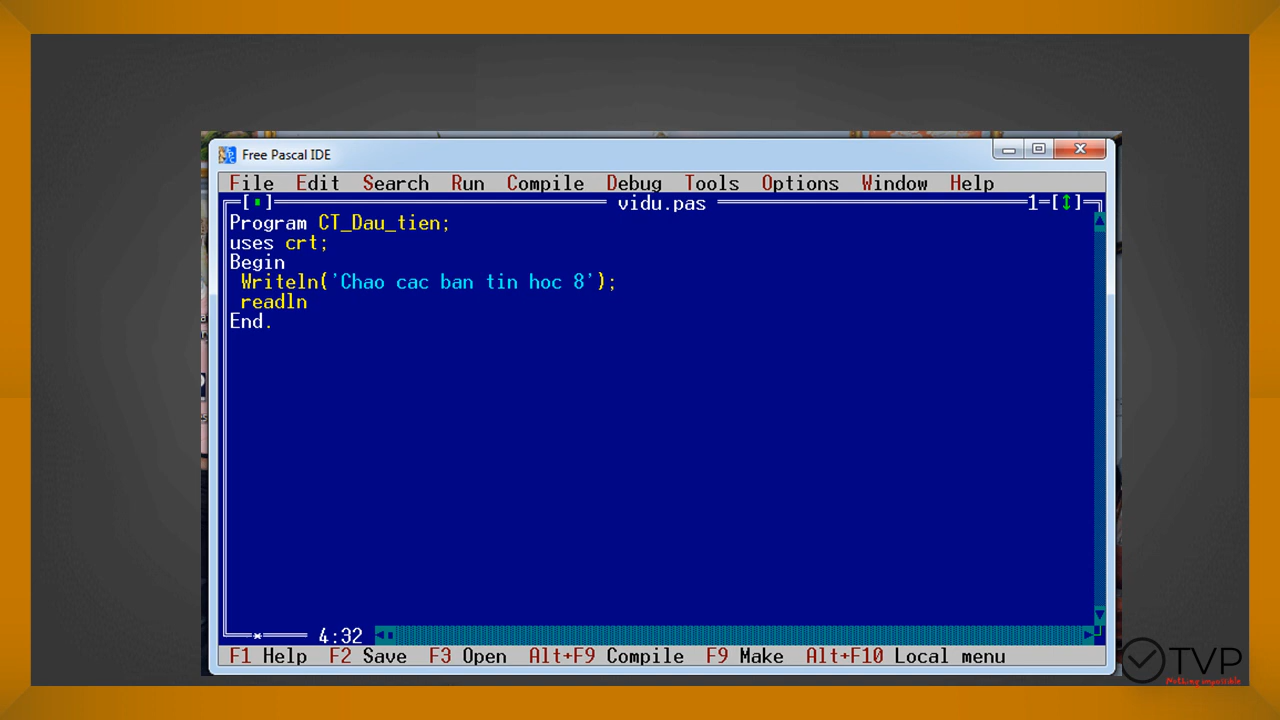 Free Pascal IDE
File Edit Search Run Compile Debug Tools Options Window Help
vidu.pas 1
Program CT_Dau_tien;
uses crt;
Begin
Writeln('Chao cac ban tin hoc 8');
readln
End.
4:32
F1 Help F2 Save F3 Open Alt+F9 Compile F9 Make Alt+F10 Local menu
TVP
Nothing impossible